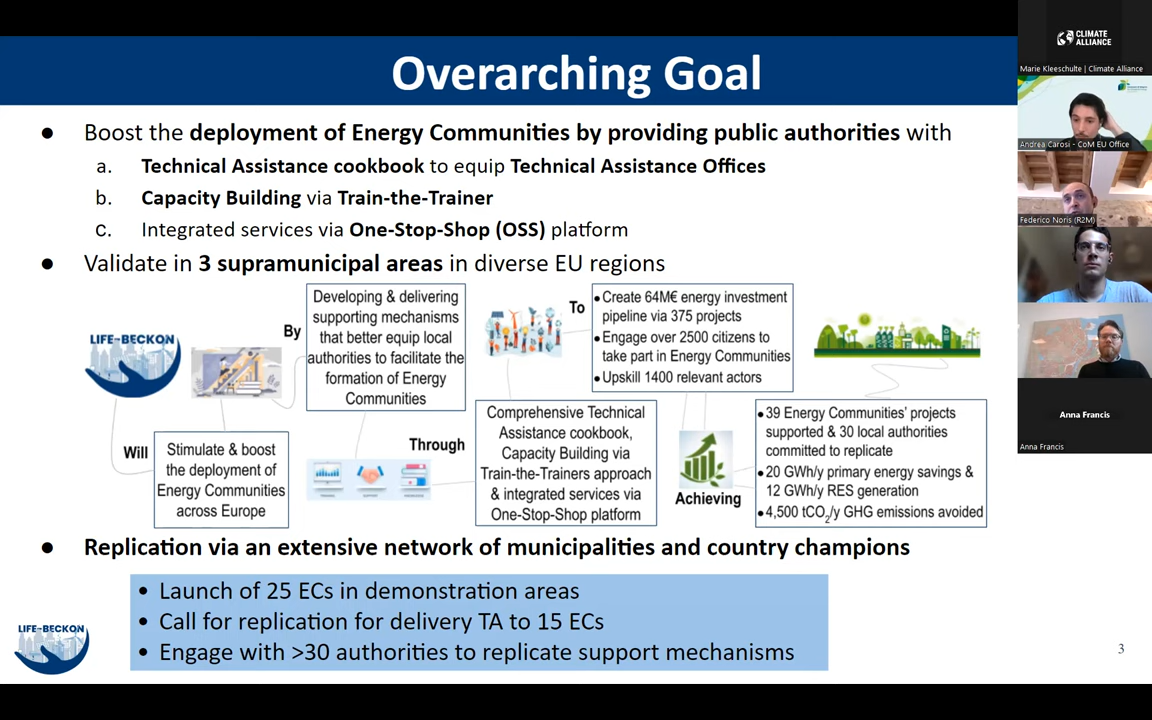 Overarching Goal
● Boost the deployment of Energy Communities by providing public authorities with
a. Technical Assistance cookbook to equip Technical Assistance Offices
b. Capacity Building via Train-the-Trainer
c. Integrated services via One-Stop-Shop (OSS) platform
● Validate in 3 supramunicipal areas in diverse EU regions
LIFE-BECKON
Will
Stimulate & boost
the deployment of
Energy Communities
across Europe
By
Developing & delivering
supporting mechanisms
that better equip local
authorities to facilitate the
formation of Energy
Communities
Through
Comprehensive Technical
Assistance cookbook,
Capacity Building via
Train-the-Trainers approach
& integrated services via
One-Stop-Shop platform
To
•Create 64M€ energy investment
pipeline via 375 projects
•Engage over 2500 citizens to
take part in Energy Communities
•Upskill 1400 relevant actors
Achieving
•39 Energy Communities' projects
supported & 30 local authorities
committed to replicate
•20 GWh/y primary energy savings &
12 GWh/y RES generation
•4,500 tCO2/y GHG emissions avoided
● Replication via an extensive network of municipalities and country champions
• Launch of 25 ECs in demonstration areas
• Call for replication for delivery TA to 15 ECs
• Engage with >30 authorities to replicate support mechanisms
LIFE-BECKON
3
CLIMATE
ALLIANCE
Marie Kleeschulte | Climate Alliance
Andrea Carosi - CoM EU Office
Federico Noris (R2M)
Anna Francis
Anna Francis